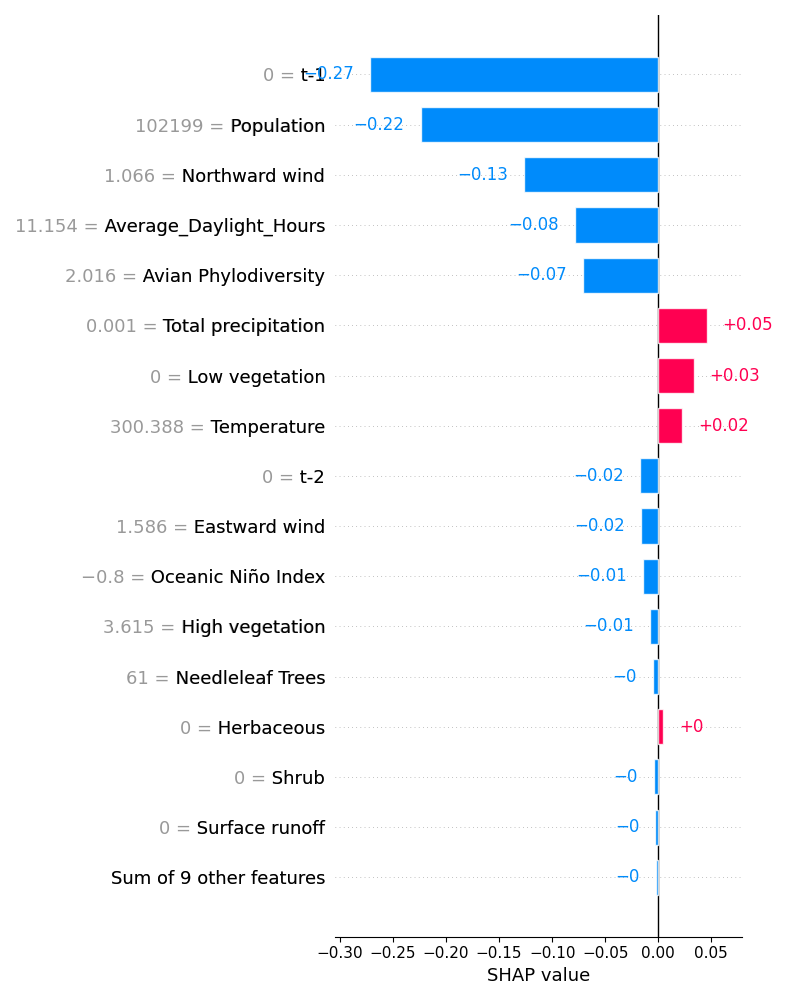 0 = t-1 −0.27
102199 = Population −0.22
1.066 = Northward wind −0.13
11.154 = Average_Daylight_Hours −0.08
2.016 = Avian Phylodiversity −0.07
0.001 = Total precipitation +0.05
0 = Low vegetation +0.03
300.388 = Temperature +0.02
0 = t-2 −0.02
1.586 = Eastward wind −0.02
−0.8 = Oceanic Niño Index −0.01
3.615 = High vegetation −0.01
61 = Needleleaf Trees −0
0 = Herbaceous +0
0 = Shrub −0
0 = Surface runoff −0
Sum of 9 other features −0
−0.30 −0.25 −0.20 −0.15 −0.10 −0.05 0.00 0.05
SHAP value